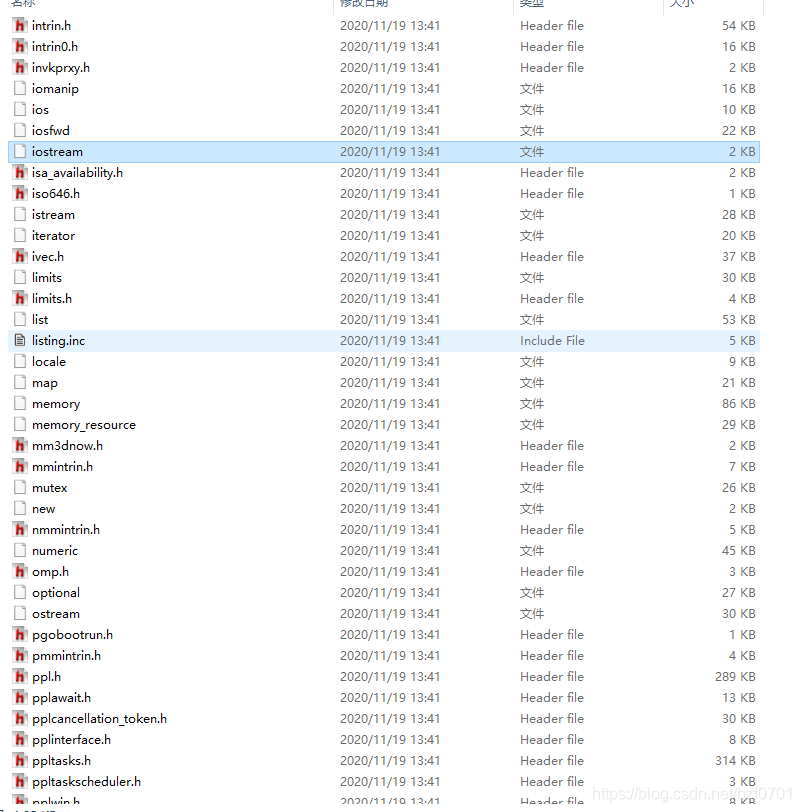 名称 修改日期 类型 大小
intrin.h 2020/11/19 13:41 Header file 54 KB
intrin0.h 2020/11/19 13:41 Header file 16 KB
invkprxy.h 2020/11/19 13:41 Header file 2 KB
iomanip 2020/11/19 13:41 文件 16 KB
ios 2020/11/19 13:41 文件 10 KB
iosfwd 2020/11/19 13:41 文件 22 KB
iostream 2020/11/19 13:41 文件 2 KB
isa_availability.h 2020/11/19 13:41 Header file 2 KB
iso646.h 2020/11/19 13:41 Header file 1 KB
istream 2020/11/19 13:41 文件 28 KB
iterator 2020/11/19 13:41 文件 20 KB
ivec.h 2020/11/19 13:41 Header file 37 KB
limits 2020/11/19 13:41 文件 30 KB
limits.h 2020/11/19 13:41 Header file 4 KB
list 2020/11/19 13:41 文件 53 KB
listing.inc 2020/11/19 13:41 Include File 5 KB
locale 2020/11/19 13:41 文件 9 KB
map 2020/11/19 13:41 文件 21 KB
memory 2020/11/19 13:41 文件 86 KB
memory_resource 2020/11/19 13:41 文件 29 KB
mm3dnow.h 2020/11/19 13:41 Header file 2 KB
mmintrin.h 2020/11/19 13:41 Header file 7 KB
mutex 2020/11/19 13:41 文件 26 KB
new 2020/11/19 13:41 文件 2 KB
nmmintrin.h 2020/11/19 13:41 Header file 5 KB
numeric 2020/11/19 13:41 文件 45 KB
omp.h 2020/11/19 13:41 Header file 3 KB
optional 2020/11/19 13:41 文件 27 KB
ostream 2020/11/19 13:41 文件 30 KB
pgobootrun.h 2020/11/19 13:41 Header file 1 KB
pmmintrin.h 2020/11/19 13:41 Header file 4 KB
ppl.h 2020/11/19 13:41 Header file 289 KB
pplawait.h 2020/11/19 13:41 Header file 13 KB
pplcancellation_token.h 2020/11/19 13:41 Header file 30 KB
pplinterface.h 2020/11/19 13:41 Header file 8 KB
ppltasks.h 2020/11/19 13:41 Header file 314 KB
ppltaskscheduler.h 2020/11/19 13:41 Header file 3 KB
pplwin.h 2020/11/19 13:41 Header file KB
https://blog.csdn.net/hzf0701